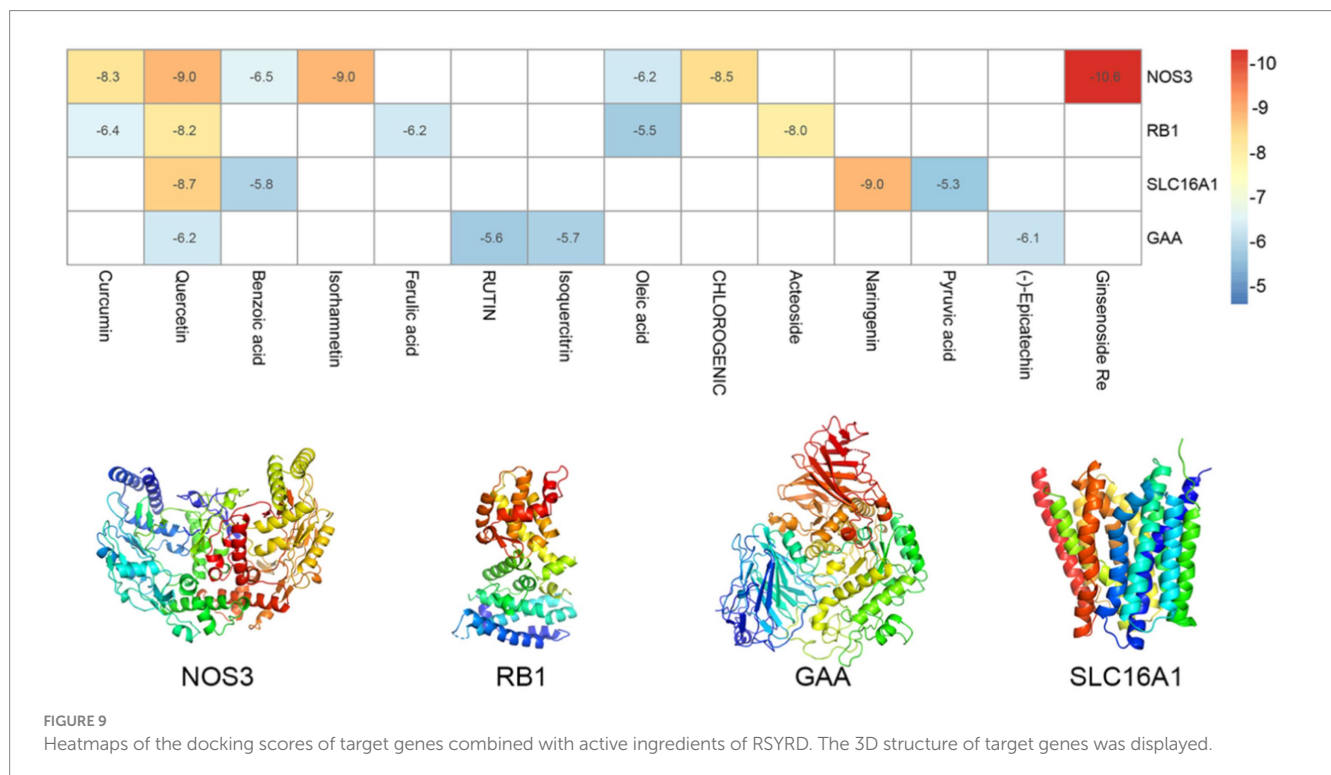 -8.3 -9.0 -6.5 -9.0 -6.2 -8.5 -10.6 NOS3
-6.4 -8.2 -6.2 -5.5 -8.0 RB1
-8.7 -5.8 -9.0 -5.3 SLC16A1
-6.2 -5.6 -5.7 -6.1 GAA
-10
-9
-8
-7
-6
-5
Curcumin
Quercetin
Benzoic acid
Isorhamnetin
Ferulic acid
RUTIN
Isoquercitrin
Oleic acid
CHLOROGENIC
Acteoside
Naringenin
Pyruvic acid
(-)-Epicatechin
Ginsenoside Re
NOS3 RB1 GAA SLC16A1
FIGURE 9
Heatmaps of the docking scores of target genes combined with active ingredients of RSYRD. The 3D structure of target genes was displayed.